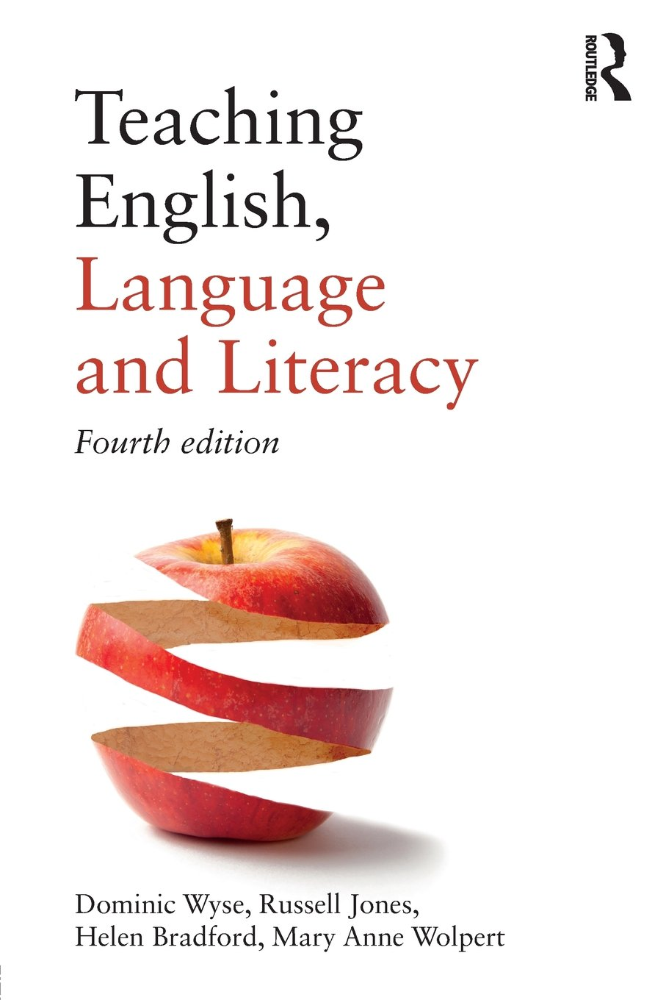 ROUTLEDGE
Teaching
English,
Language
and Literacy
Fourth edition
Dominic Wyse, Russell Jones,
Helen Bradford, Mary Anne Wolpert